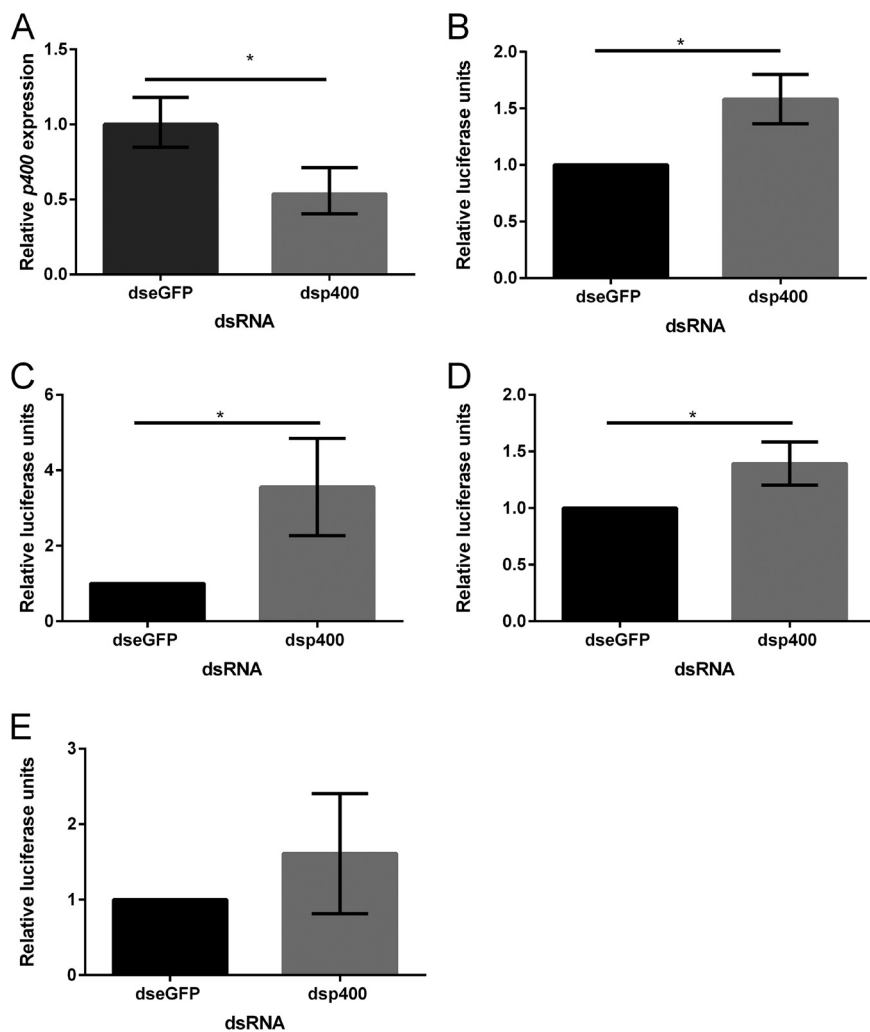 A
Relative p400 expression
1.5
1.0
0.5
0.0
*
dseGFP
dsp400
dsRNA
B
Relative luciferase units
2.0
1.5
1.0
0.5
0.0
*
dseGFP
dsp400
dsRNA
C
Relative luciferase units
6
4
2
0
*
dseGFP
dsp400
dsRNA
D
Relative luciferase units
2.0
1.5
1.0
0.5
0.0
*
dseGFP
dsp400
dsRNA
E
Relative luciferase units
3
2
1
0
dseGFP
dsp400
dsRNA